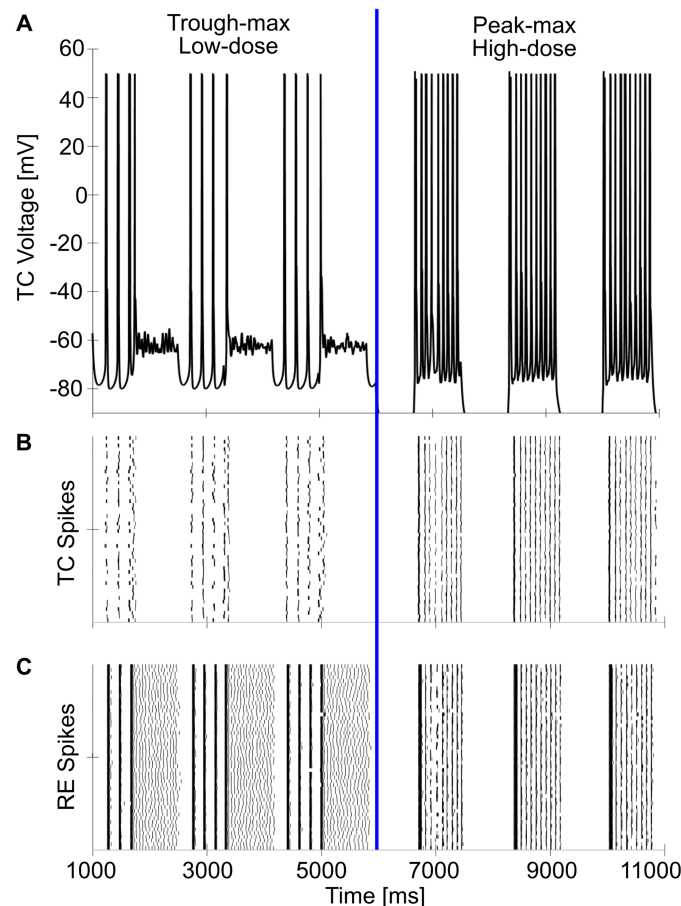 A
Trough-max
Low-dose
Peak-max
High-dose
TC Voltage [mV]
60
40
20
0
-20
-40
-60
-80
B
TC Spikes
C
RE Spikes
1000
3000
5000
7000
9000
11000
Time [ms]